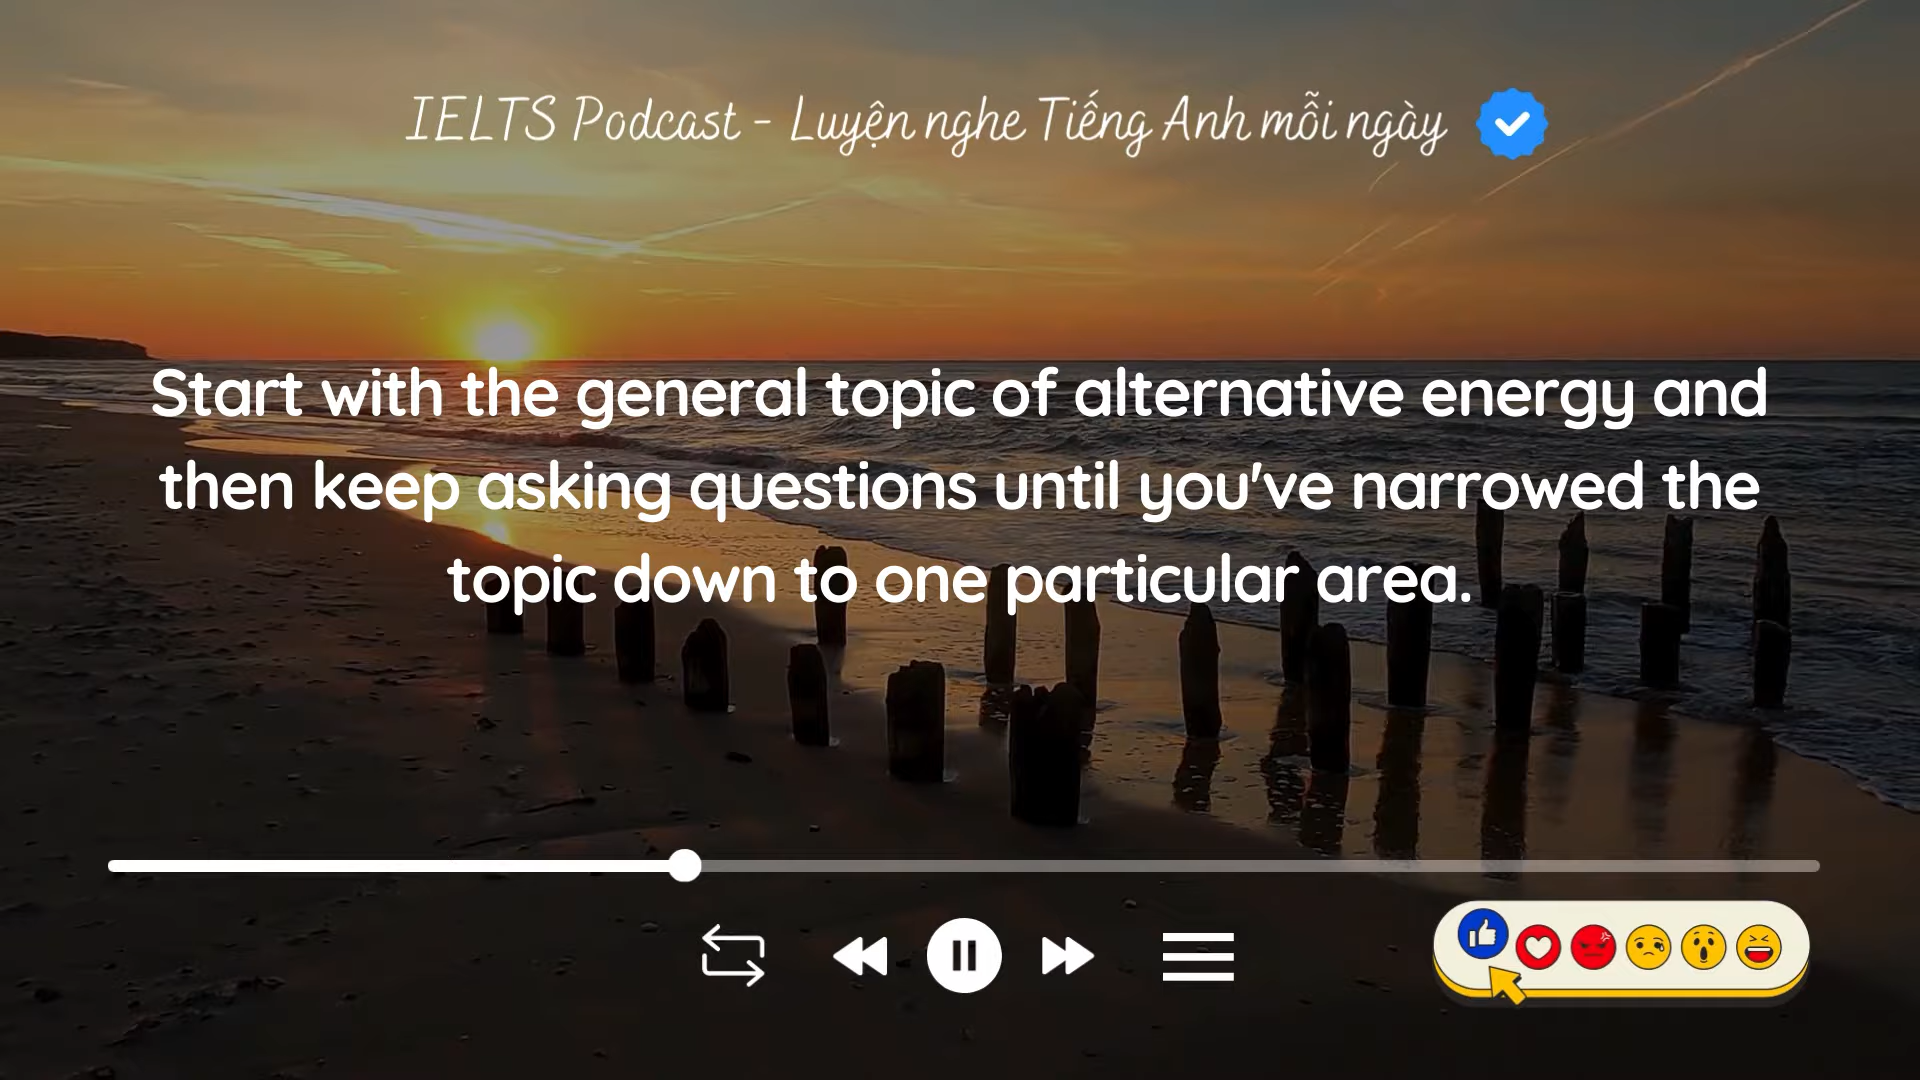 IELTS Podcast - Luyện nghe Tiếng Anh mỗi ngày
Start with the general topic of alternative energy and
then keep asking questions until you've narrowed the
topic down to one particular area.